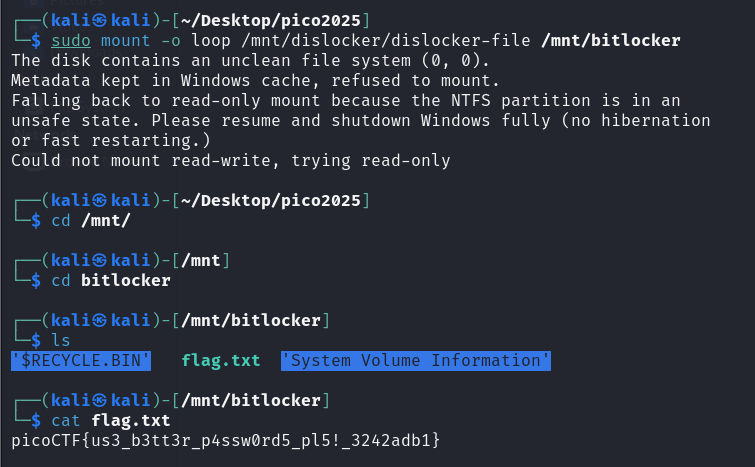 ┌──(kali㉿kali)-[~/Desktop/pico2025]
└─$ sudo mount -o loop /mnt/dislocker/dislocker-file /mnt/bitlocker
The disk contains an unclean file system (0, 0).
Metadata kept in Windows cache, refused to mount.
Falling back to read-only mount because the NTFS partition is in an
unsafe state. Please resume and shutdown Windows fully (no hibernation
or fast restarting.)
Could not mount read-write, trying read-only
┌──(kali㉿kali)-[~/Desktop/pico2025]
└─$ cd /mnt/
┌──(kali㉿kali)-[/mnt]
└─$ cd bitlocker
┌──(kali㉿kali)-[/mnt/bitlocker]
└─$ ls
'$RECYCLE.BIN' flag.txt 'System Volume Information'
┌──(kali㉿kali)-[/mnt/bitlocker]
└─$ cat flag.txt
picoCTF{us3_b3tt3r_p4ssw0rd5_pl5!_3242adb1}